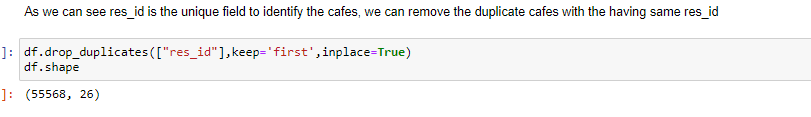 As we can see res_id is the unique field to identify the cafes, we can remove the duplicate cafes with the having same res_id
]: df.drop_duplicates(["res_id"],keep='first',inplace=True)
df.shape
]: (55568, 26)